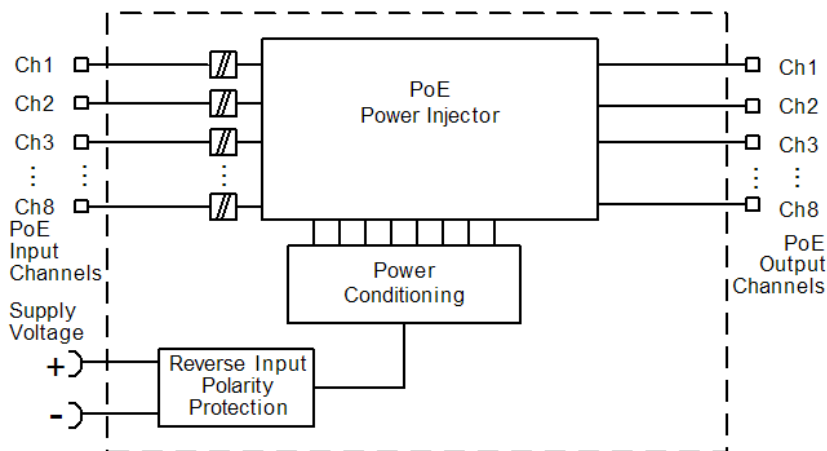 Ch1
Ch2
Ch3
Ch8
PoE
Input
Channels
Supply
Voltage
+
-
PoE
Power Injector
Power
Conditioning
Reverse Input
Polarity
Protection
Ch1
Ch2
Ch3
Ch8
PoE
Output
Channels